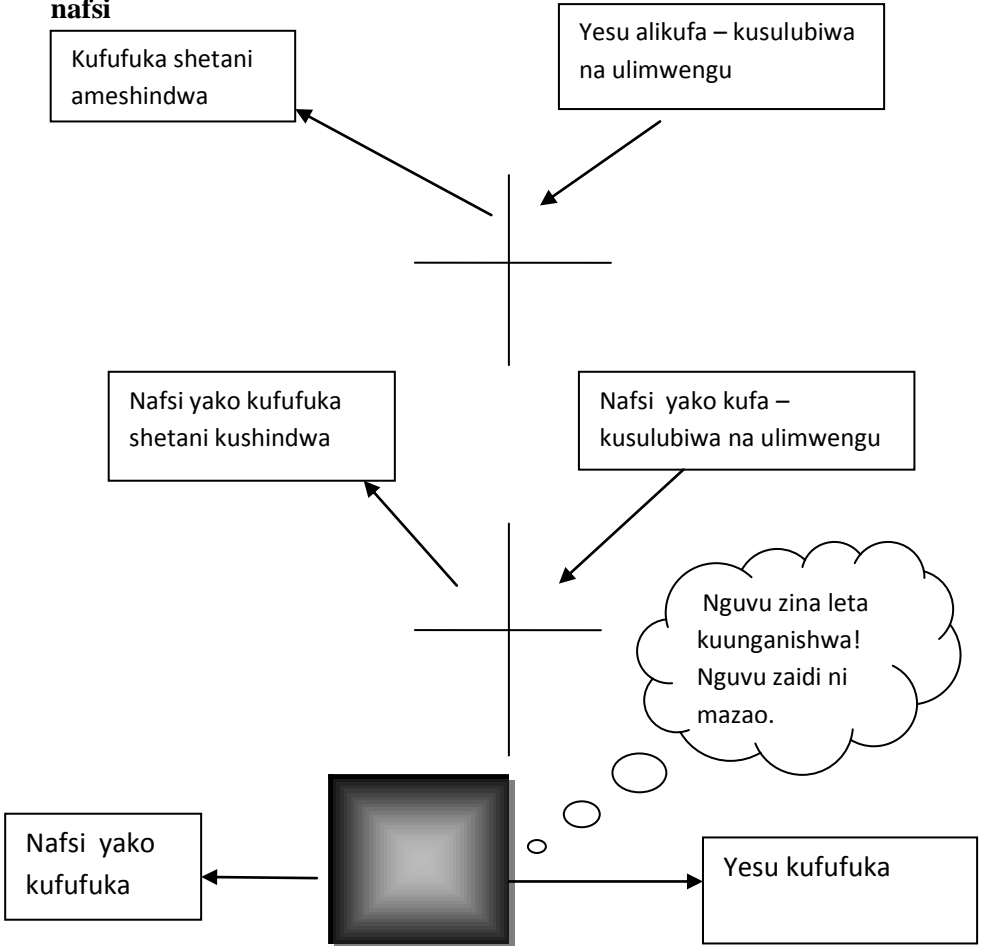 nafsi
Kufufuka shetani
ameshindwa
Yesu alikufa – kusulubiwa
na ulimwengu
Nafsi yako kufufuka
shetani kushindwa
Nafsi yako kufa –
kusulubiwa na ulimwengu
Nguvu zina leta
kuunganishwa!
Nguvu zaidi ni
mazao.
Nafsi yako
kufufuka
Yesu kufufuka